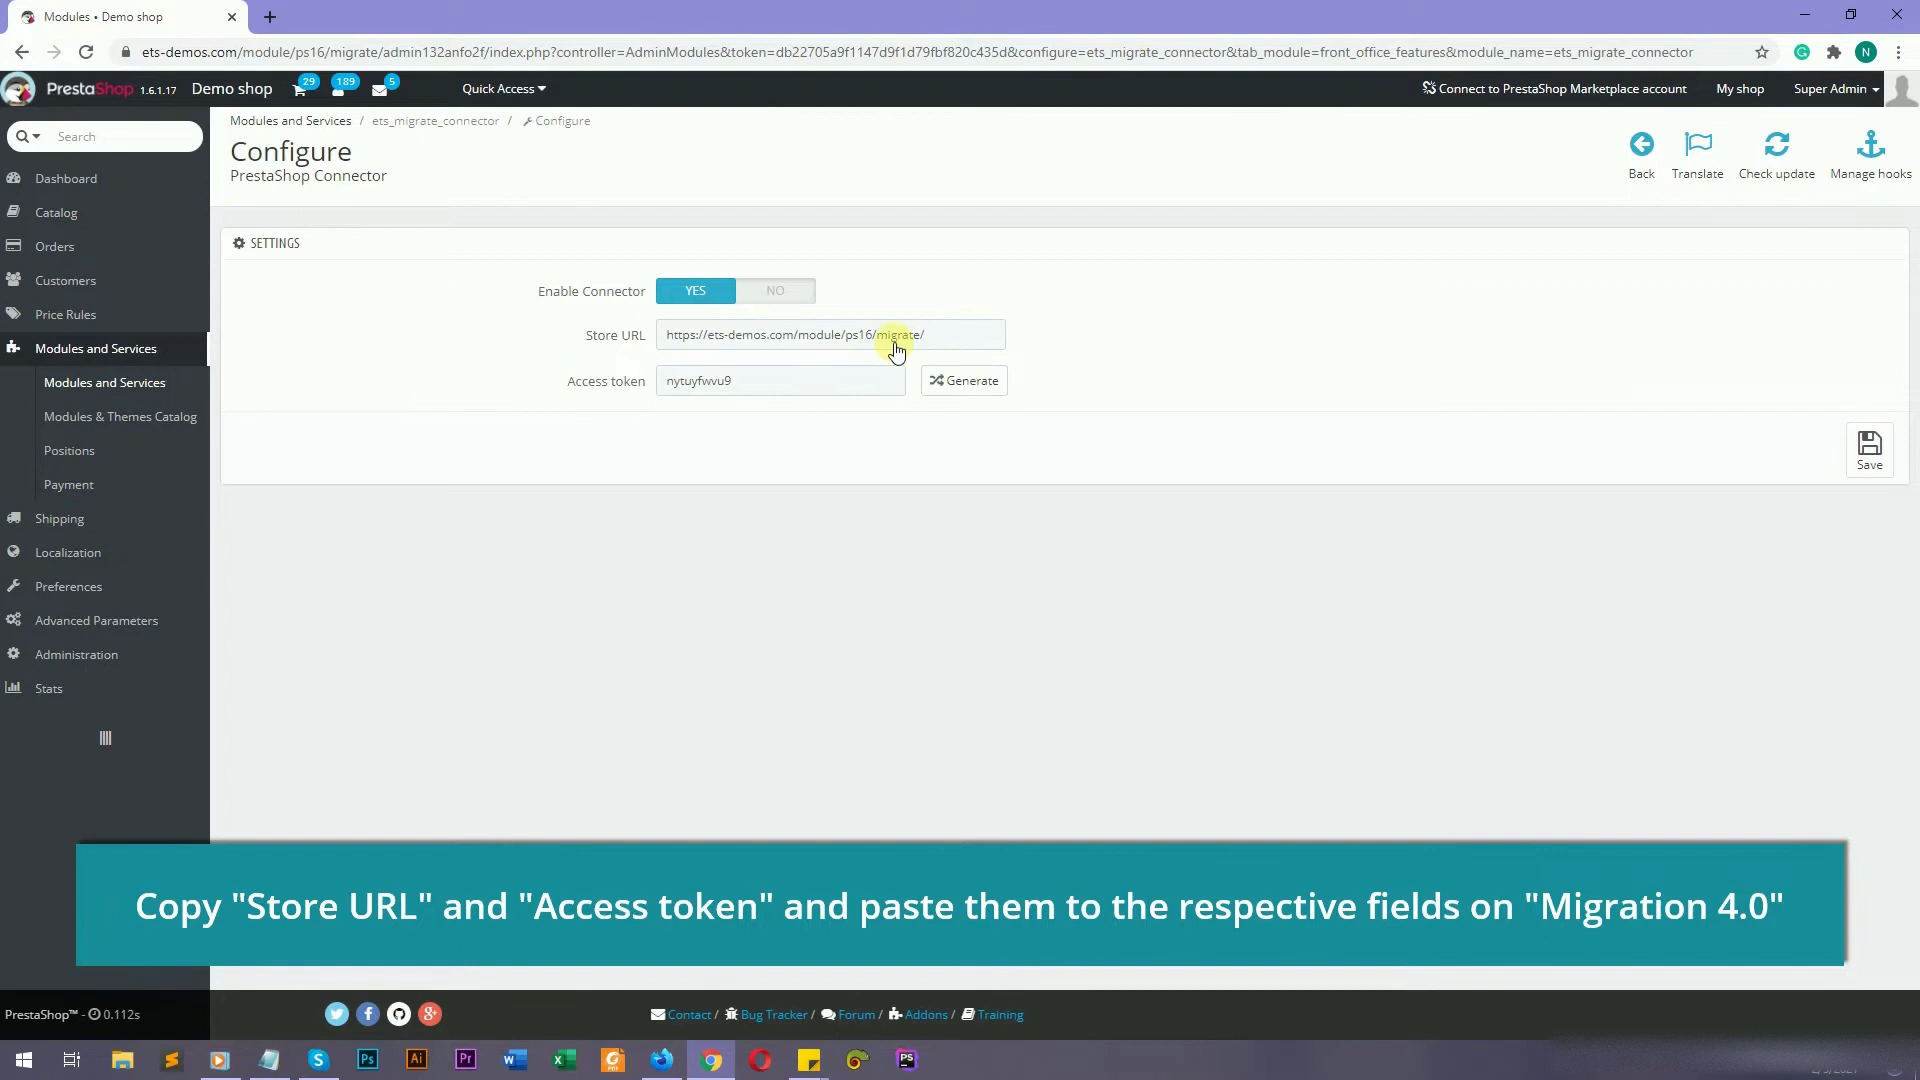 Modules • Demo shop
ets-demos.com/module/ps16/migrate/admin132anfo2f/index.php?controller=AdminModules&token=db22705a9f1147d9f1d79fbf820c435d&configure=ets_migrate_connector&tab_module=front_office_features&module_name=ets_migrate_connector
N
PrestaShop 1.6.1.17 Demo shop 29 189 5 Quick Access Connect to PrestaShop Marketplace account My shop Super Admin
Search
Dashboard
Catalog
Orders
Customers
Price Rules
Modules and Services
Modules and Services
Modules & Themes Catalog
Positions
Payment
Shipping
Localization
Preferences
Advanced Parameters
Administration
Stats
Modules and Services / ets_migrate_connector / Configure
Configure
PrestaShop Connector
Back Translate Check update Manage hooks
SETTINGS
Enable Connector YES NO
Store URL https://ets-demos.com/module/ps16/migrate/
Access token nytuyfwvu9 Generate
Save
Copy "Store URL" and "Access token" and paste them to the respective fields on "Migration 4.0"
PrestaShop™ - 0.112s
Contact / Bug Tracker / Forum / Addons / Training